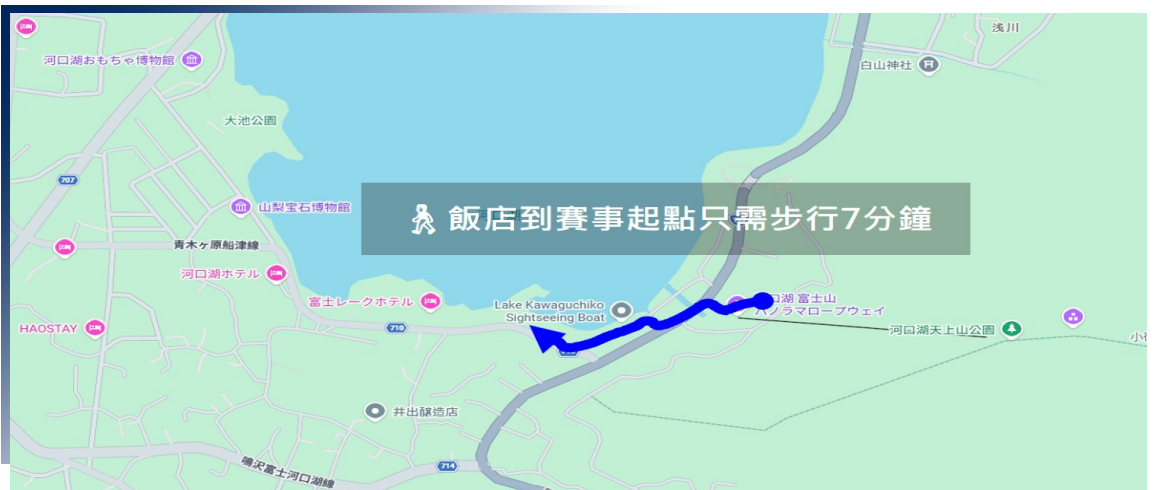 浅川
河口湖おもちゃ博物館
白山神社
大池公園
707
山梨宝石博物館
飯店到賽事起點只需步行7分鐘
青木ヶ原船津線
河口湖ホテル
富士レークホテル
Lake Kawaguchiko
Sightseeing Boat
口湖 富士山
パノラマロープウェイ
HAOSTAY
710
河口湖天上山公園
井出醸造店
鳴沢富士河口湖線
714